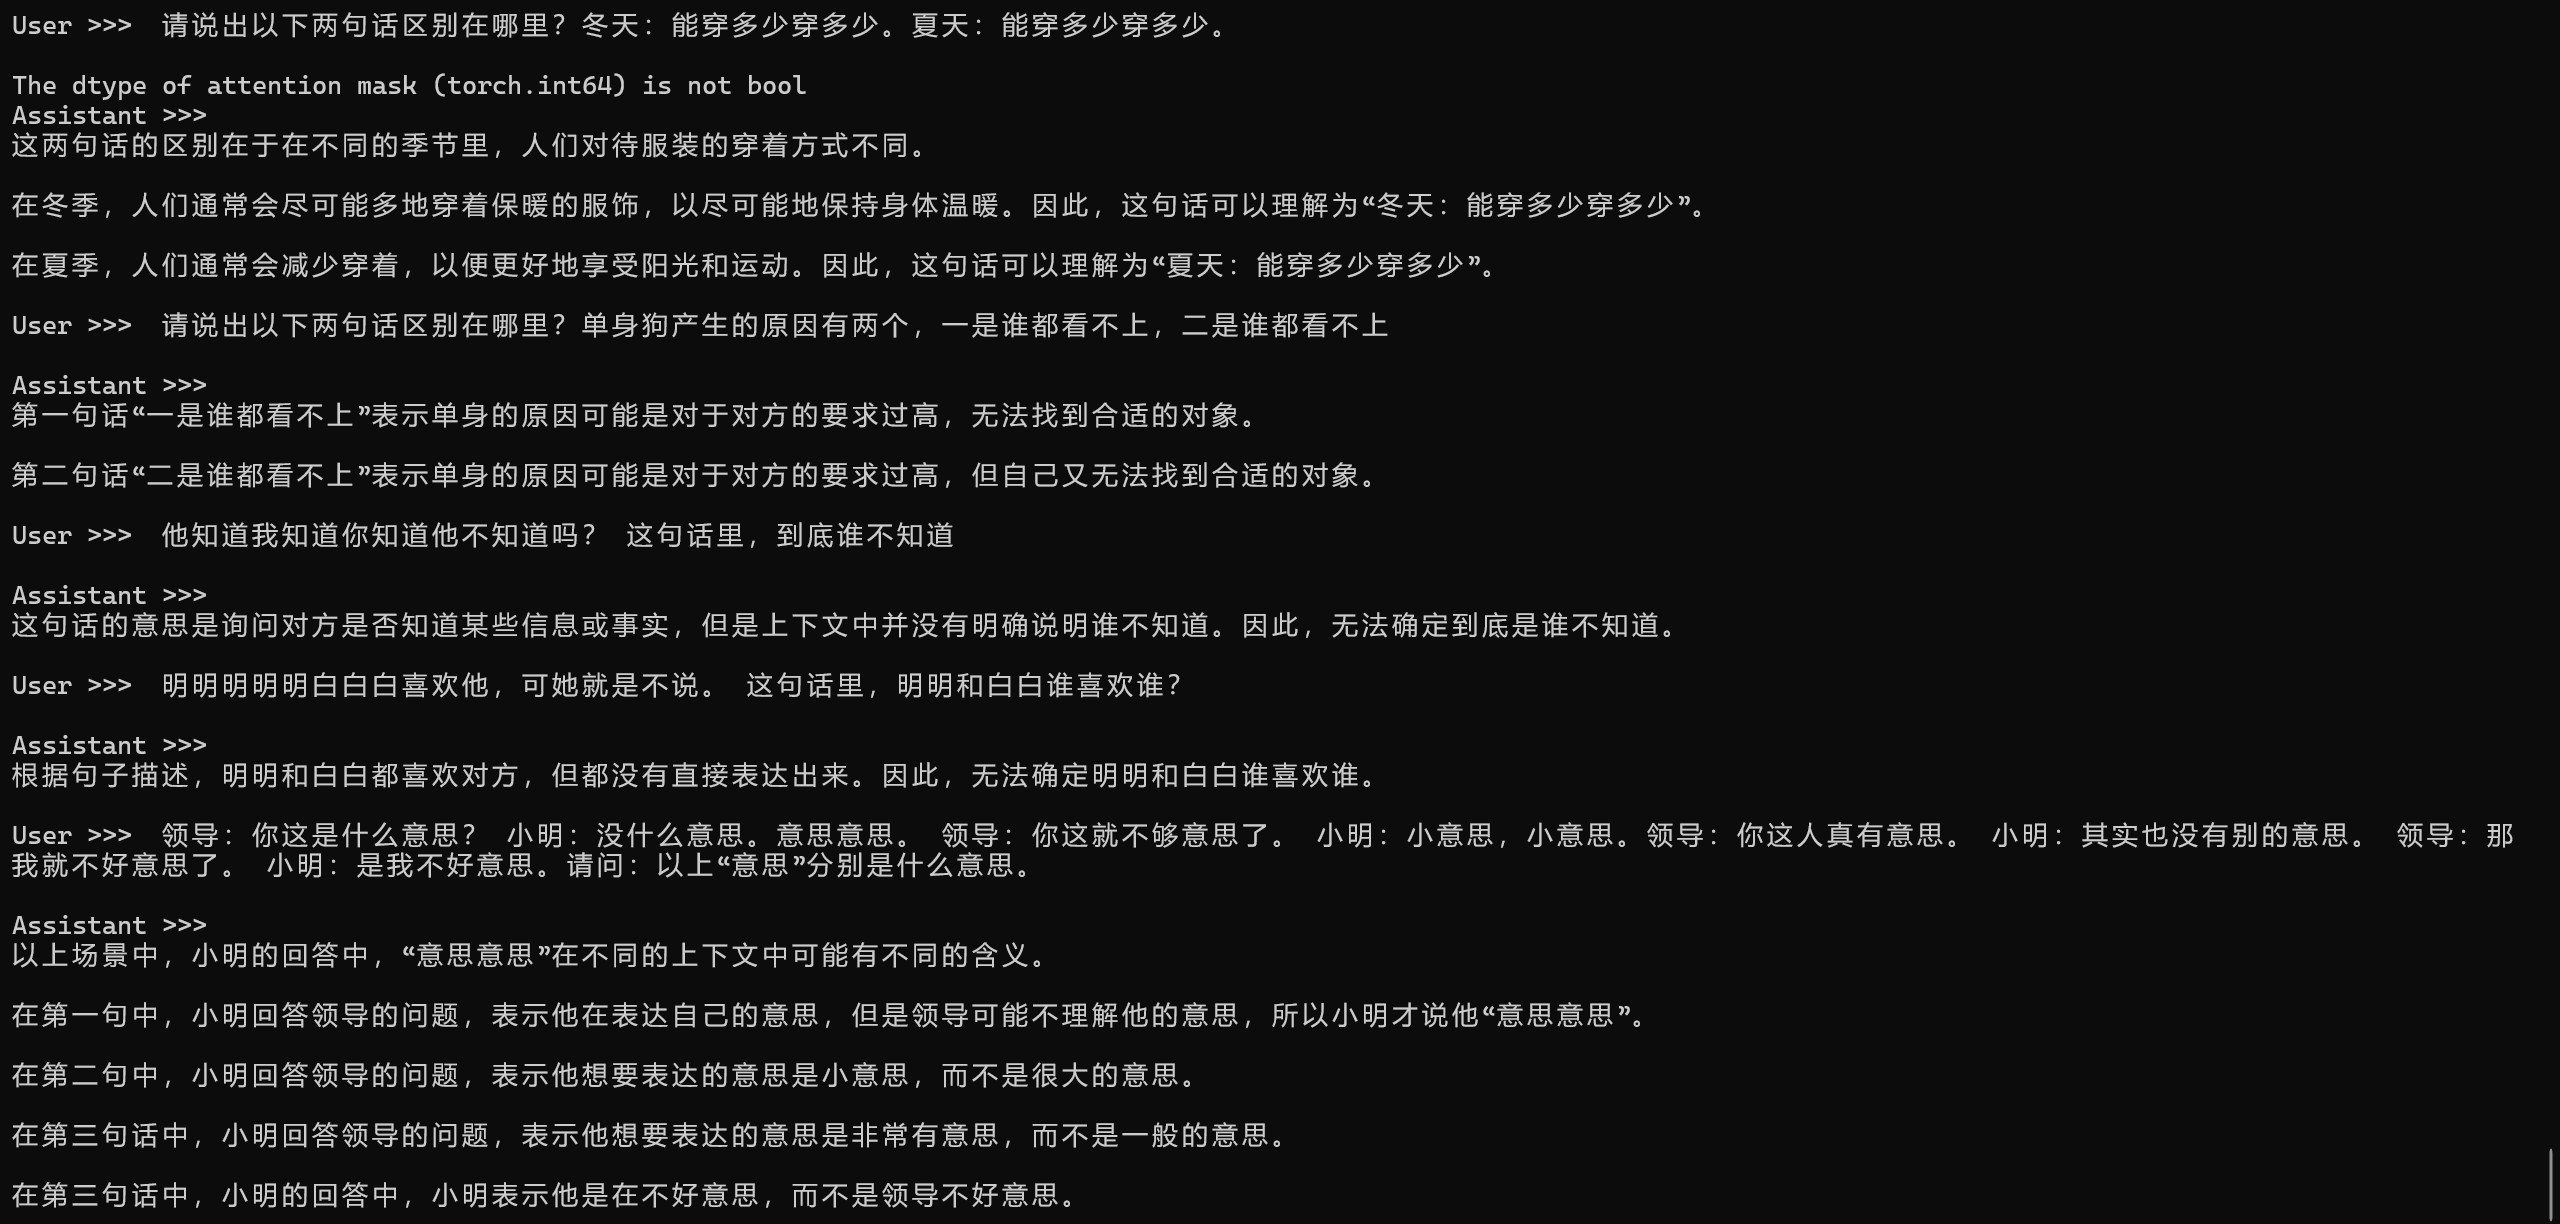 User >>> 请说出以下两句话区别在哪里？冬天：能穿多少穿多少。夏天：能穿多少穿多少。
The dtype of attention mask (torch.int64) is not bool
Assistant >>>
这两句话的区别在于在不同的季节里，人们对待服装的穿着方式不同。
在冬季，人们通常会尽可能多地穿着保暖的服饰，以尽可能地保持身体温暖。因此，这句话可以理解为“冬天：能穿多少穿多少”。
在夏季，人们通常会减少穿着，以便更好地享受阳光和运动。因此，这句话可以理解为“夏天：能穿多少穿多少”。
User >>> 请说出以下两句话区别在哪里？单身狗产生的原因有两个，一是谁都看不上，二是谁都看不上
Assistant >>>
第一句话“一是谁都看不上”表示单身的原因可能是对于对方的要求过高，无法找到合适的对象。
第二句话“二是谁都看不上”表示单身的原因可能是对于对方的要求过高，但自己又无法找到合适的对象。
User >>> 他知道我知道你知道他不知道吗？ 这句话里，到底谁不知道
Assistant >>>
这句话的意思是询问对方是否知道某些信息或事实，但是上下文中并没有明确说明谁不知道。因此，无法确定到底是谁不知道。
User >>> 明明明明明白白白喜欢他，可她就是不说。 这句话里，明明和白白谁喜欢谁？
Assistant >>>
根据句子描述，明明和白白都喜欢对方，但都没有直接表达出来。因此，无法确定明明和白白谁喜欢谁。
User >>> 领导：你这是什么意思？ 小明：没什么意思。意思意思。 领导：你这就不够意思了。 小明：小意思，小意思。领导：你这人真有意思。 小明：其实也没有别的意思。 领导：那
我就不好意思了。 小明：是我不好意思。请问：以上“意思”分别是什么意思。
Assistant >>>
以上场景中，小明的回答中，“意思意思”在不同的上下文中可能有不同的含义。
在第一句中，小明回答领导的问题，表示他在表达自己的意思，但是领导可能不理解他的意思，所以小明才说他“意思意思”。
在第二句中，小明回答领导的问题，表示他想要表达的意思是小意思，而不是很大的意思。
在第三句话中，小明回答领导的问题，表示他想要表达的意思是非常有意思，而不是一般的意思。
在第三句话中，小明的回答中，小明表示他是在不好意思，而不是领导不好意思。